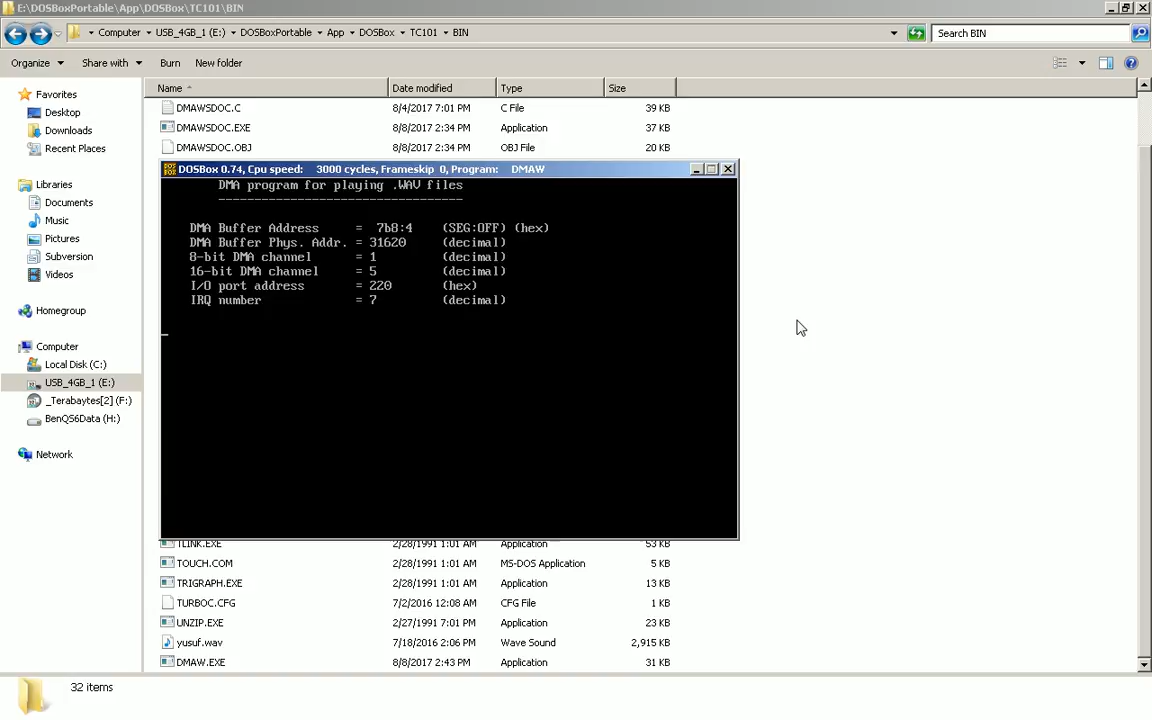 E:\DOSBoxPortable\App\DOSBox\TC101\BIN
Computer USB_4GB_1 (E:) DOSBoxPortable App DOSBox TC101 BIN
Search BIN
Organize Share with Burn New folder
Favorites
Desktop
Downloads
Recent Places
Libraries
Documents
Music
Pictures
Subversion
Videos
Homegroup
Computer
Local Disk (C:)
USB_4GB_1 (E:)
_Terabaytes[2] (F:)
BenQS6Data (H:)
Network
Name Date modified Type Size
DMAWSDOC.C 8/4/2017 7:01 PM C File 39 KB
DMAWSDOC.EXE 8/8/2017 2:34 PM Application 37 KB
DMAWSDOC.OBJ 8/8/2017 2:34 PM OBJ File 20 KB
DOSBox 0.74, Cpu speed: 3000 cycles, Frameskip 0, Program: DMAW
DMA program for playing .WAV files
----------------------------------
DMA Buffer Address = 7b8:4 (SEG:OFF) (hex)
DMA Buffer Phys. Addr. = 31620 (decimal)
8-bit DMA channel = 1 (decimal)
16-bit DMA channel = 5 (decimal)
I/O port address = 220 (hex)
IRQ number = 7 (decimal)
TLINK.EXE 2/28/1991 1:01 AM Application 53 KB
TOUCH.COM 2/28/1991 1:01 AM MS-DOS Application 5 KB
TRIGRAPH.EXE 2/28/1991 1:01 AM Application 13 KB
TURBOC.CFG 7/2/2016 12:08 AM CFG File 1 KB
UNZIP.EXE 2/27/1991 7:01 PM Application 23 KB
yusuf.wav 7/18/2016 2:06 PM Wave Sound 2,915 KB
DMAW.EXE 8/8/2017 2:43 PM Application 31 KB
32 items